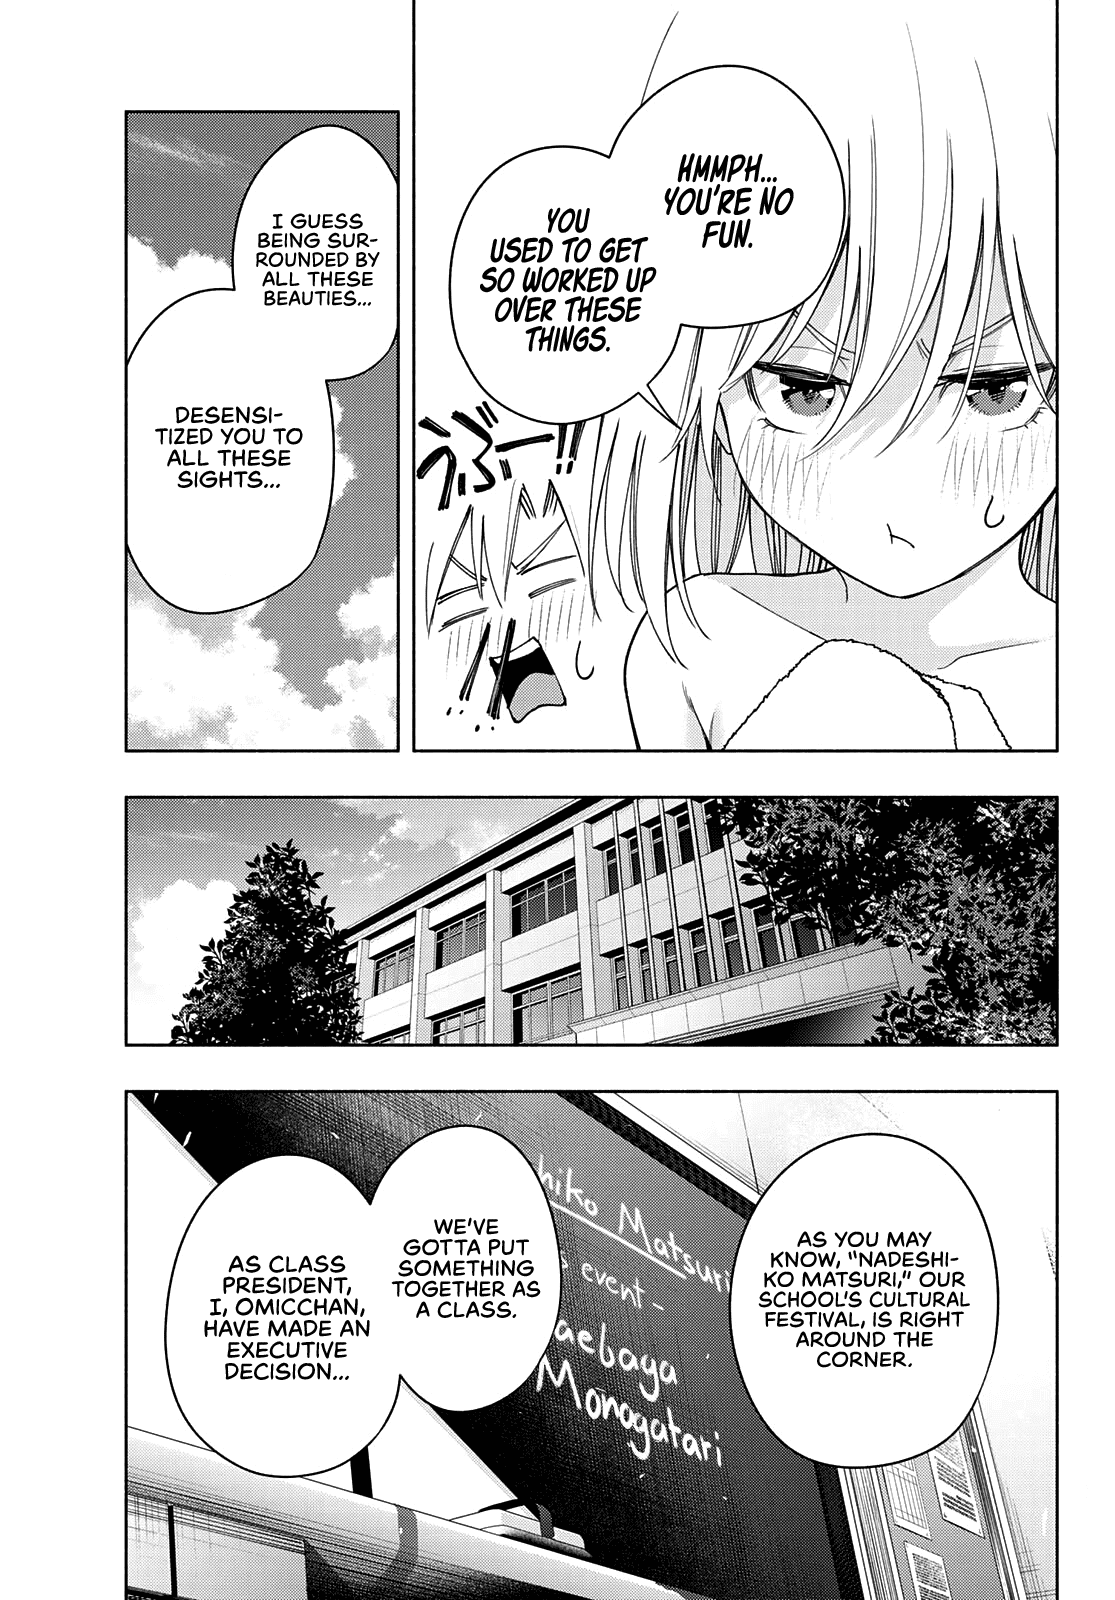 HMMPH...
YOU'RE NO
FUN.
YOU
USED TO GET
SO WORKED UP
OVER THESE
THINGS.
うぶー!!
I GUESS
BEING SUR-
ROUNDED BY
ALL THESE
BEAUTIES...
DESENSI-
TIZED YOU TO
ALL THESE
SIGHTS...
AS YOU MAY
KNOW, "NADESHI-
KO MATSURI," OUR
SCHOOL'S CULTURAL
FESTIVAL, IS RIGHT
AROUND THE
CORNER.
hiko Matsuri
s event-
aebaya
Monogatari
WE'VE
GOTTA PUT
SOMETHING
TOGETHER AS
A CLASS.
AS CLASS
PRESIDENT,
I, OMICCHAN,
HAVE MADE AN
EXECUTIVE
DECISION...